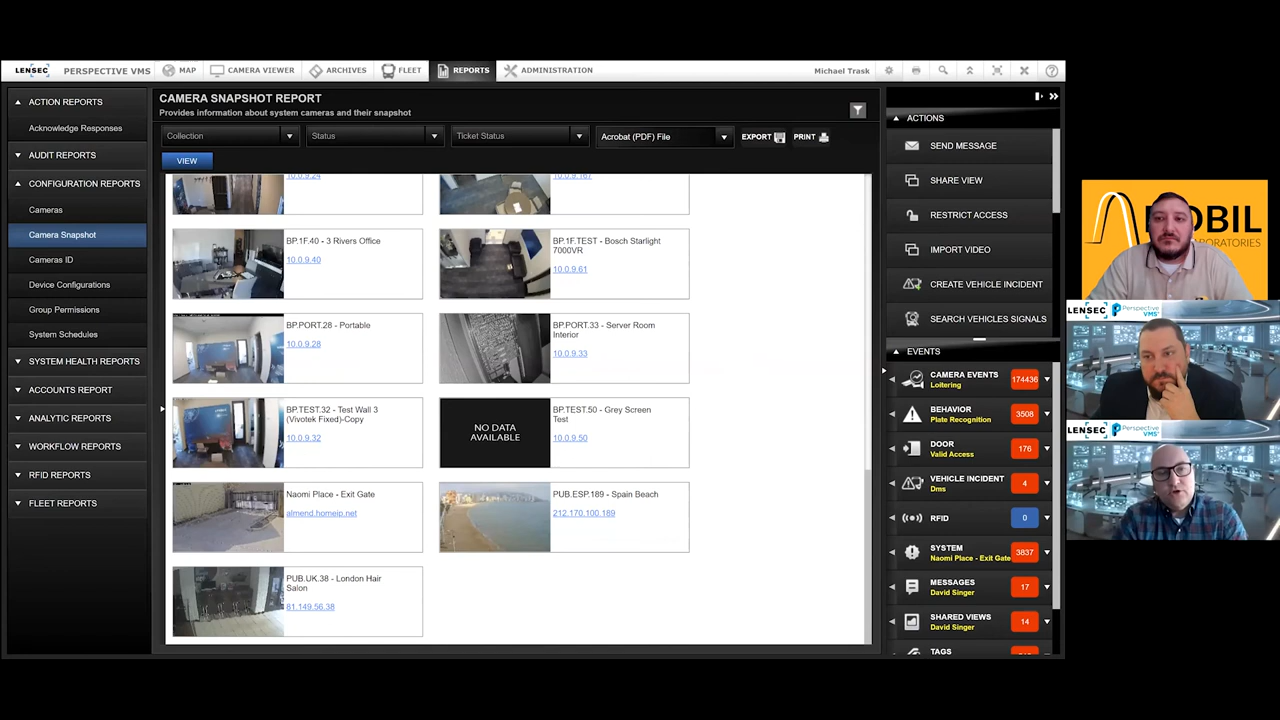 LENSEC PERSPECTIVE VMS MAP CAMERA VIEWER ARCHIVES FLEET REPORTS ADMINISTRATION Michael Trask
ACTION REPORTS
Acknowledge Responses
AUDIT REPORTS
CONFIGURATION REPORTS
Cameras
Camera Snapshot
Cameras ID
Device Configurations
Group Permissions
System Schedules
SYSTEM HEALTH REPORTS
ACCOUNTS REPORT
ANALYTIC REPORTS
WORKFLOW REPORTS
RFID REPORTS
FLEET REPORTS
CAMERA SNAPSHOT REPORT
Provides information about system cameras and their snapshot
Collection Status Ticket Status Acrobat (PDF) File EXPORT PRINT
VIEW
10.0.9.24
10.0.9.167
BP.1F.40 - 3 Rivers Office
10.0.9.40
BP.1F.TEST - Bosch Starlight
7000VR
10.0.9.61
BP.PORT.28 - Portable
10.0.9.28
BP.PORT.33 - Server Room
Interior
10.0.9.33
BP.TEST.32 - Test Wall 3
(Vivotek Fixed)-Copy
10.0.9.32
NO DATA
AVAILABLE
BP.TEST.50 - Grey Screen
Test
10.0.9.50
Naomi Place - Exit Gate
almend.homeip.net
PUB.ESP.189 - Spain Beach
212.170.100.189
PUB.UK.38 - London Hair
Salon
81.149.56.38
ACTIONS
SEND MESSAGE
SHARE VIEW
RESTRICT ACCESS
IMPORT VIDEO
CREATE VEHICLE INCIDENT
SEARCH VEHICLES SIGNALS
EVENTS
CAMERA EVENTS
Loitering
174436
BEHAVIOR
Plate Recognition
3508
DOOR
Valid Access
176
VEHICLE INCIDENT
Dms
4
RFID
0
SYSTEM
Naomi Place - Exit Gate
3837
MESSAGES
David Singer
17
SHARED VIEWS
David Singer
14
TAGS
LENSEC Perspective VMS
LENSEC Perspective VMS